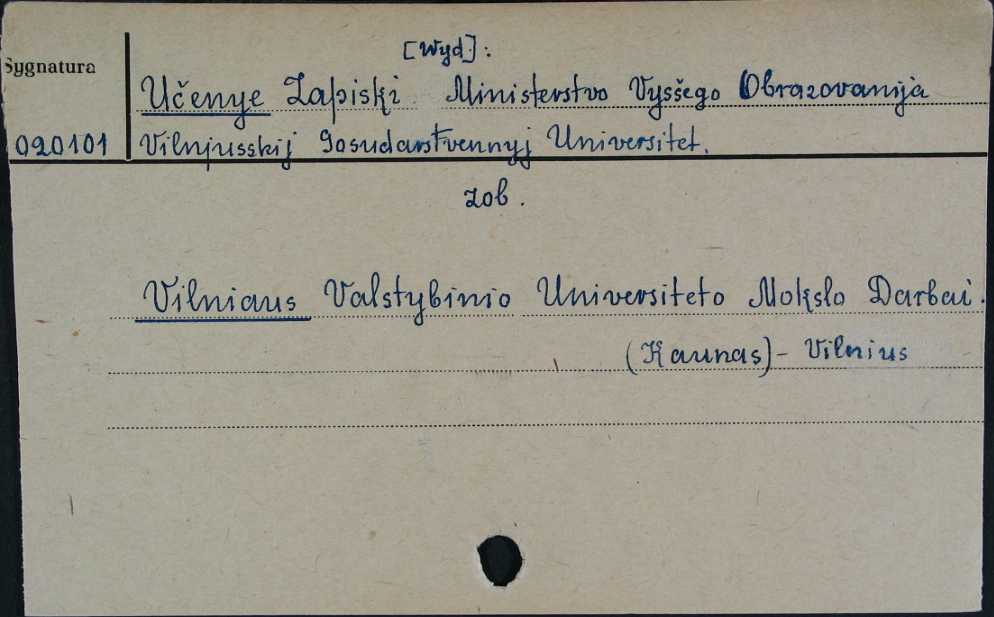 [Wyd]:
Sygnatura
Učenye Zapiski. Ministerstvo Vysšego Obrazovanija
020101 Vilnjusskij Gosudarstvennyj Universitet.
zob.
Vilniaus Valstybinio Universiteto Mokslo Darbai.
(Kaunas) - Vilnius